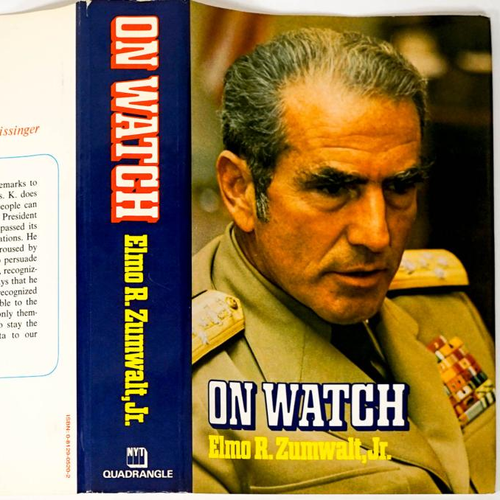 issinger
emarks to
s. K. does
eople can
President
passed its
ations. He
roused by
persuade
, recogniz-
ys that he
ecognized
ble to the
only them-
o stay the
ta to our
ON WATCH
Elmo R. Zumwalt, Jr.
NYT
QUADRANGLE
ON WATCH
Elmo R. Zumwalt, Jr.